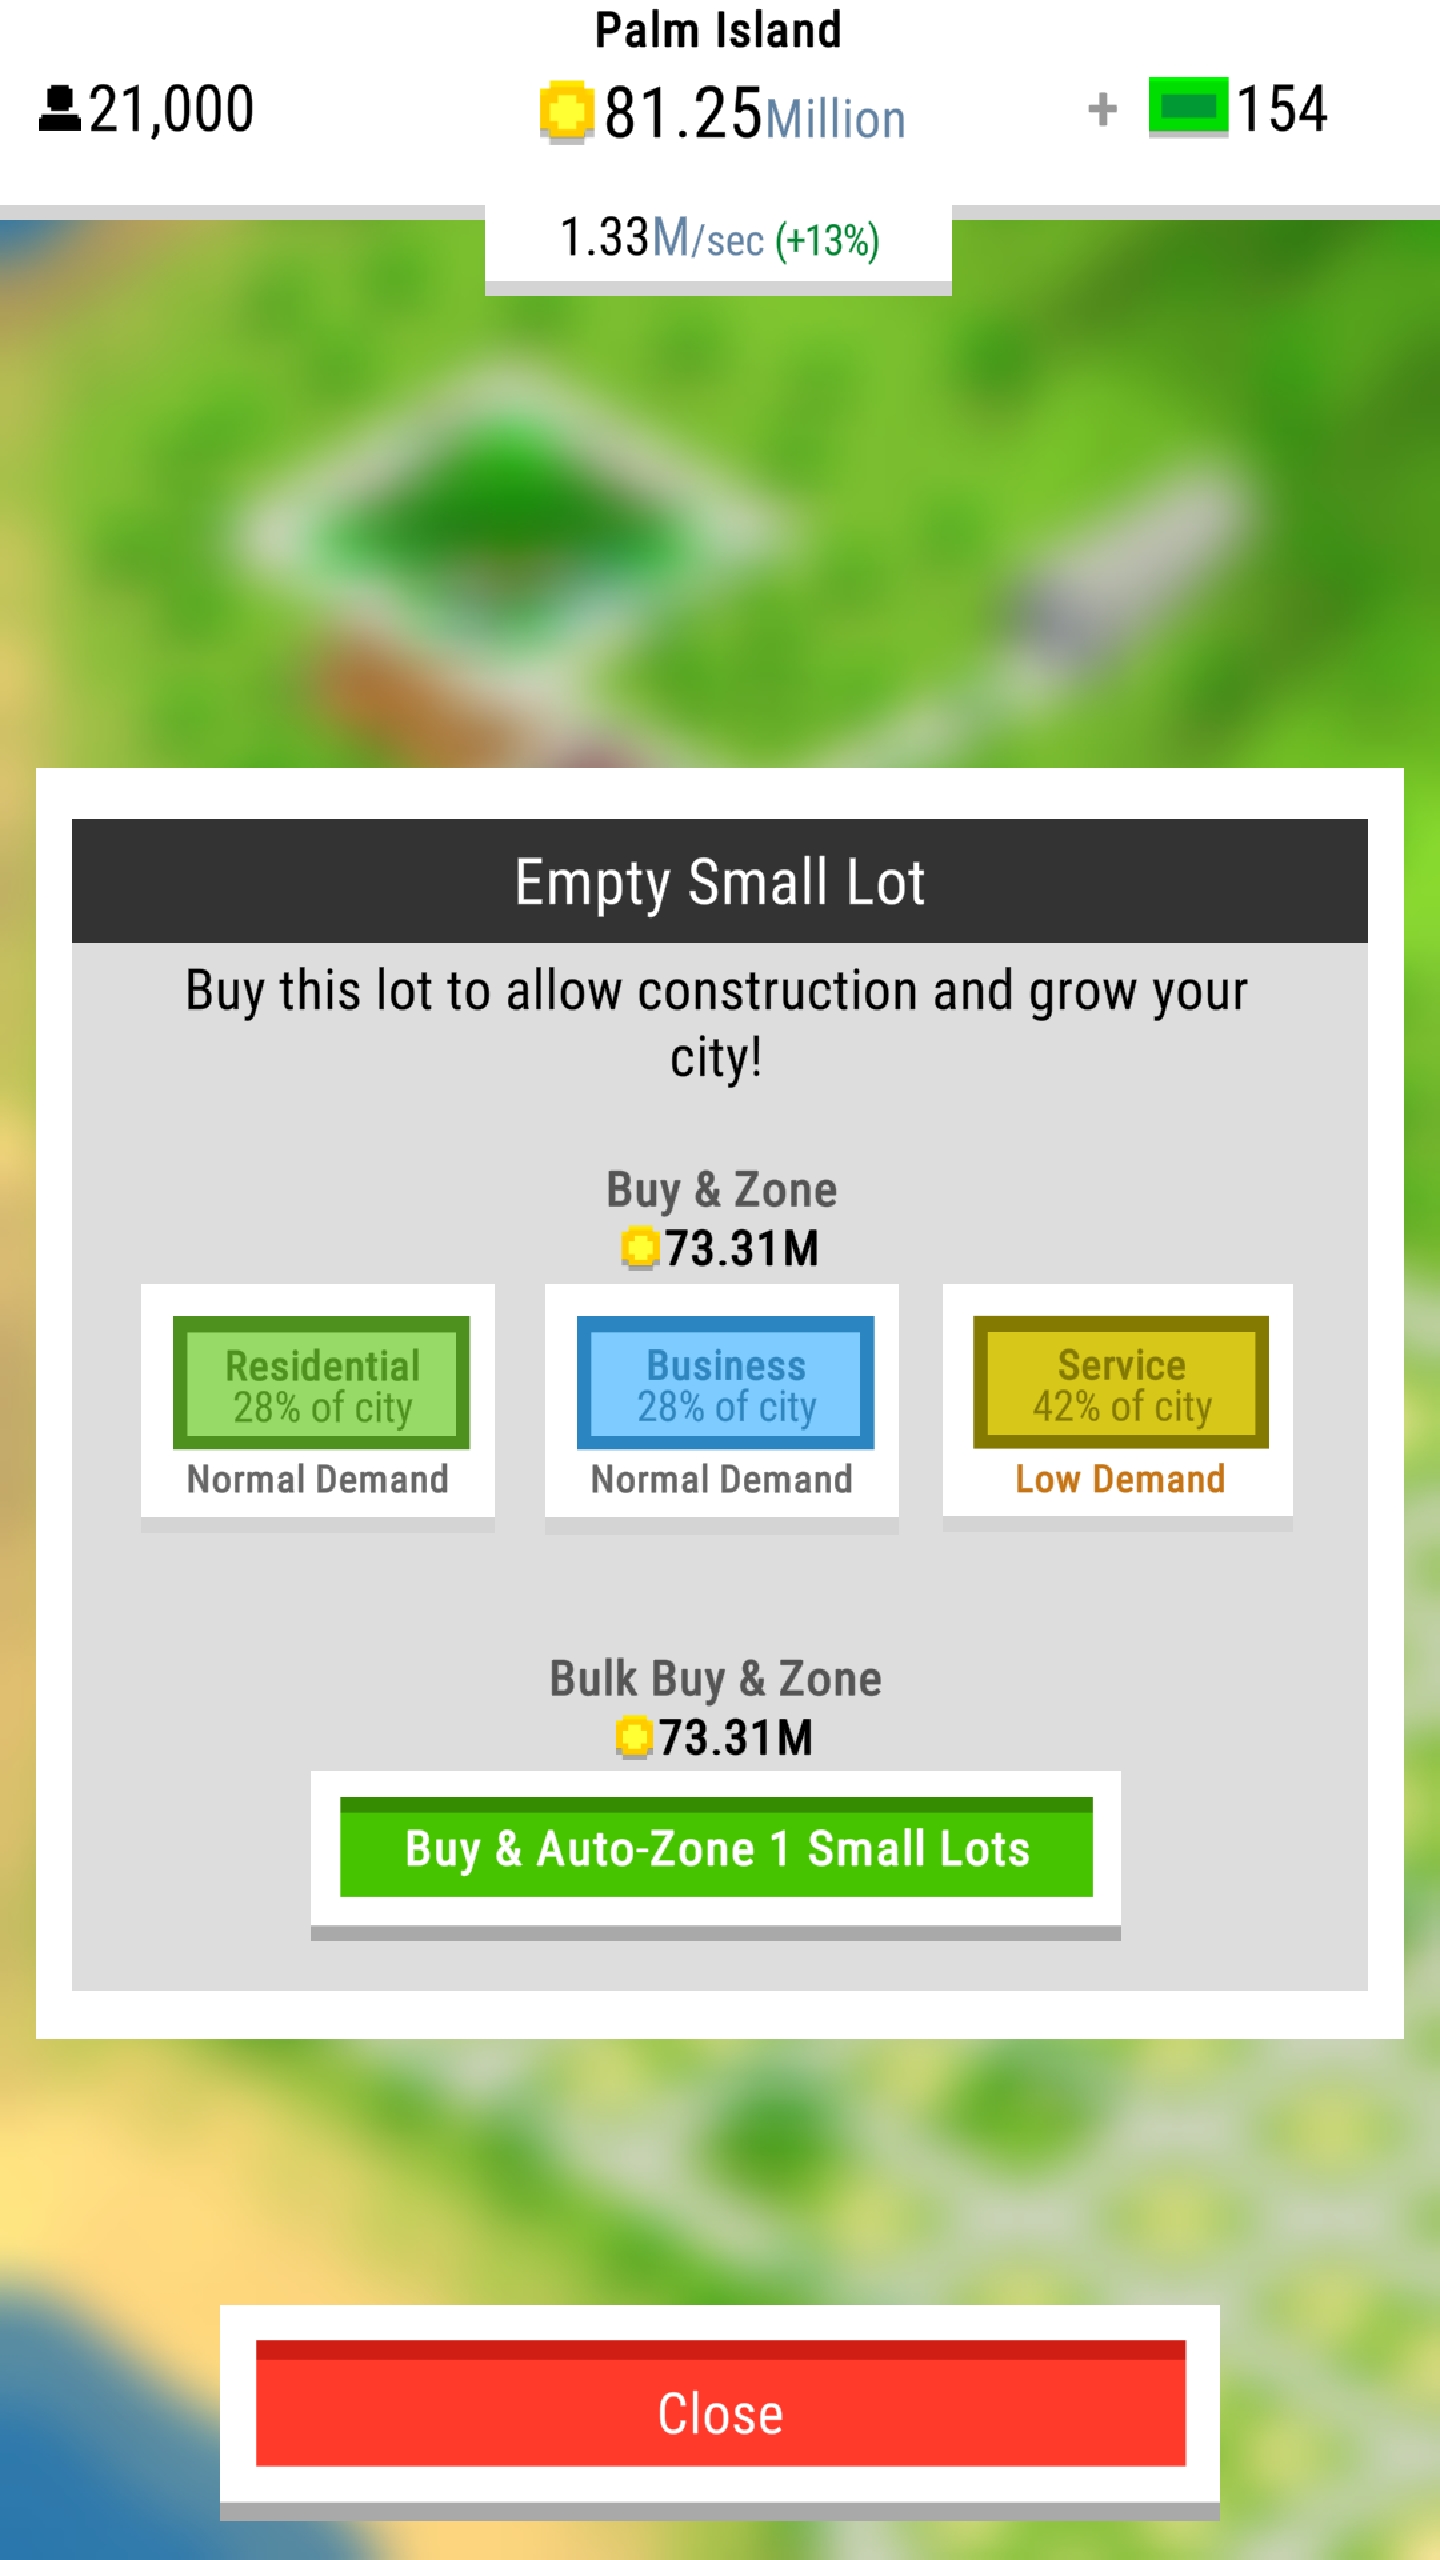 Palm Island
21,000
81.25Million
+ 154
1.33M/sec (+13%)
Empty Small Lot
Buy this lot to allow construction and grow your
city!
Buy & Zone
73.31M
Residential
28% of city
Normal Demand
Business
28% of city
Normal Demand
Service
42% of city
Low Demand
Bulk Buy & Zone
73.31M
Buy & Auto-Zone 1 Small Lots
Close